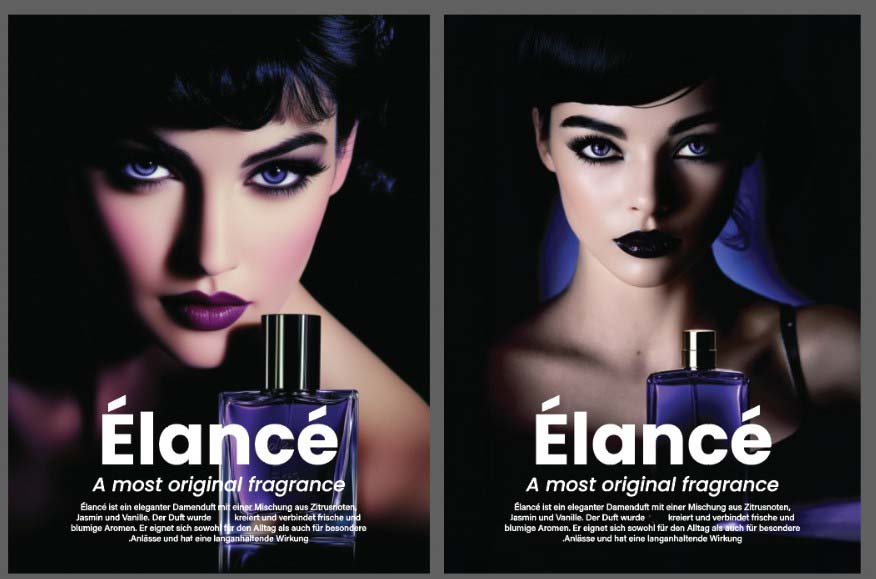 Élancé
A most original fragrance
Élancé ist ein eleganter Damenduft mit einer Mischung aus Zitrusnoten,
Jasmin und Vanille. Der Duft wurde kreiert und verbindet frische und
blumige Aromen. Er eignet sich sowohl für den Alltag als auch für besondere
.Anlässe und hat eine langanhaltende Wirkung
Élancé
A most original fragrance
Élancé ist ein eleganter Damenduft mit einer Mischung aus Zitrusnoten,
Jasmin und Vanille. Der Duft wurde kreiert und verbindet frische und
blumige Aromen. Er eignet sich sowohl für den Alltag als auch für besondere
.Anlässe und hat eine langanhaltende Wirkung